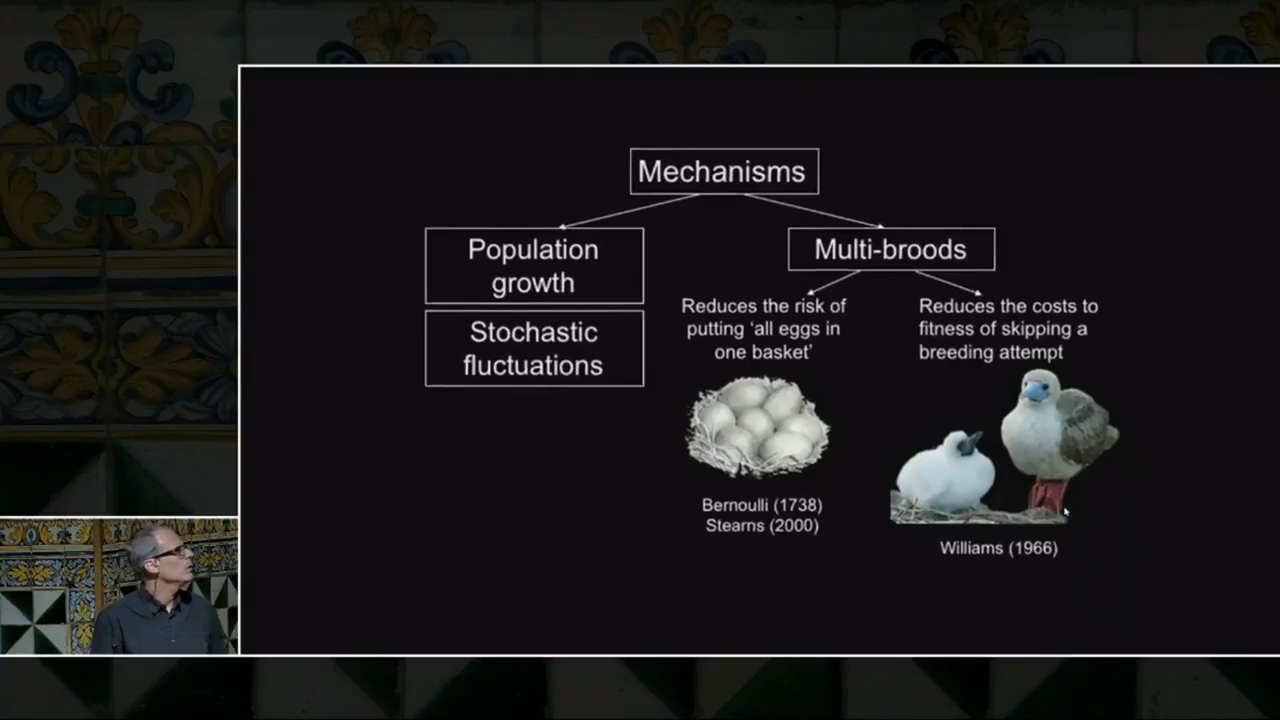 Mechanisms
Population
growth
Stochastic
fluctuations
Multi-broods
Reduces the risk of
putting ‘all eggs in
one basket’
Bernoulli (1738)
Stearns (2000)
Reduces the costs to
fitness of skipping a
breeding attempt
Williams (1966)